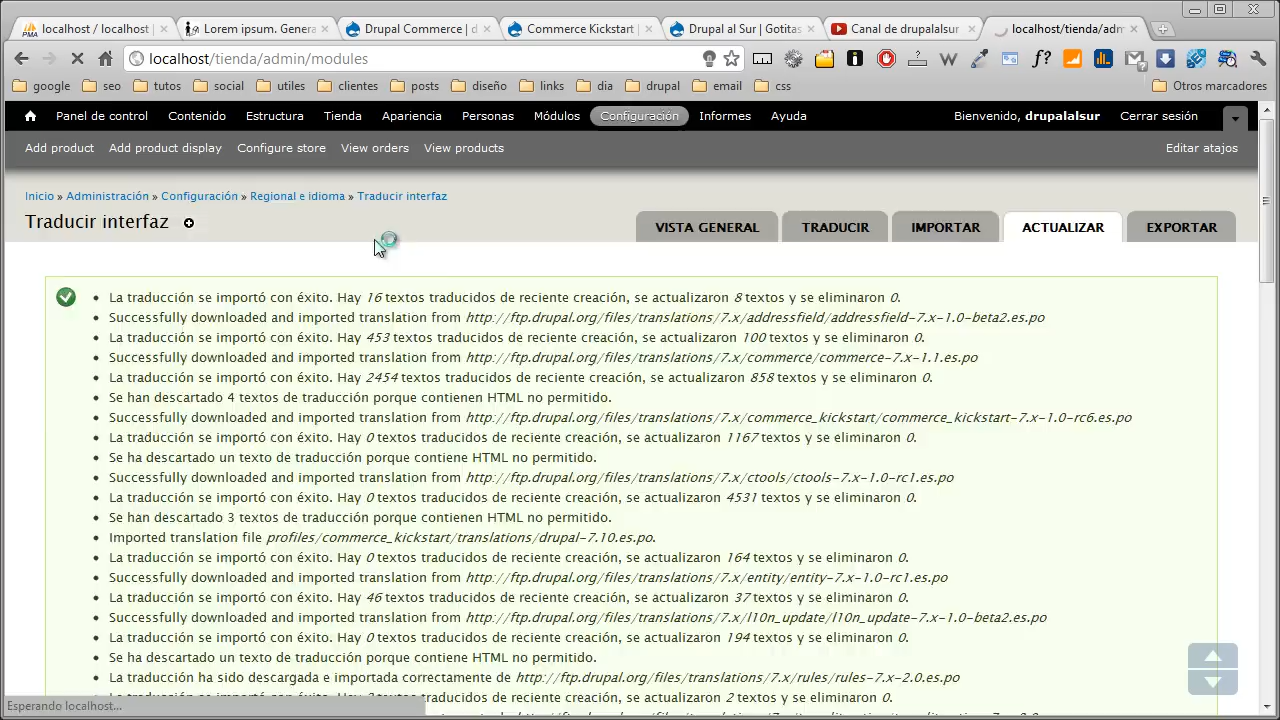 localhost / localhost |
Lorem ipsum. Genera
Drupal Commerce | d
Commerce Kickstart |
Drupal al Sur | Gotitas
Canal de drupalalsur
localhost/tienda/adm
localhost/tienda/admin/modules
google seo tutos social utiles clientes posts diseño links dia drupal email css Otros marcadores
Panel de control Contenido Estructura Tienda Apariencia Personas Módulos Configuración Informes Ayuda Bienvenido, drupalalsur Cerrar sesión
Add product Add product display Configure store View orders View products Editar atajos
Inicio » Administración » Configuración » Regional e idioma » Traducir interfaz
Traducir interfaz
VISTA GENERAL TRADUCIR IMPORTAR ACTUALIZAR EXPORTAR
La traducción se importó con éxito. Hay 16 textos traducidos de reciente creación, se actualizaron 8 textos y se eliminaron 0.
Successfully downloaded and imported translation from http://ftp.drupal.org/files/translations/7.x/addressfield/addressfield-7.x-1.0-beta2.es.po
La traducción se importó con éxito. Hay 453 textos traducidos de reciente creación, se actualizaron 100 textos y se eliminaron 0.
Successfully downloaded and imported translation from http://ftp.drupal.org/files/translations/7.x/commerce/commerce-7.x-1.1.es.po
La traducción se importó con éxito. Hay 2454 textos traducidos de reciente creación, se actualizaron 858 textos y se eliminaron 0.
Se han descartado 4 textos de traducción porque contienen HTML no permitido.
Successfully downloaded and imported translation from http://ftp.drupal.org/files/translations/7.x/commerce_kickstart/commerce_kickstart-7.x-1.0-rc6.es.po
La traducción se importó con éxito. Hay 0 textos traducidos de reciente creación, se actualizaron 1167 textos y se eliminaron 0.
Se ha descartado un texto de traducción porque contiene HTML no permitido.
Successfully downloaded and imported translation from http://ftp.drupal.org/files/translations/7.x/ctools/ctools-7.x-1.0-rc1.es.po
La traducción se importó con éxito. Hay 0 textos traducidos de reciente creación, se actualizaron 4531 textos y se eliminaron 0.
Se han descartado 3 textos de traducción porque contienen HTML no permitido.
Imported translation file profiles/commerce_kickstart/translations/drupal-7.10.es.po.
La traducción se importó con éxito. Hay 0 textos traducidos de reciente creación, se actualizaron 164 textos y se eliminaron 0.
Successfully downloaded and imported translation from http://ftp.drupal.org/files/translations/7.x/entity/entity-7.x-1.0-rc1.es.po
La traducción se importó con éxito. Hay 46 textos traducidos de reciente creación, se actualizaron 37 textos y se eliminaron 0.
Successfully downloaded and imported translation from http://ftp.drupal.org/files/translations/7.x/l10n_update/l10n_update-7.x-1.0-beta2.es.po
La traducción se importó con éxito. Hay 0 textos traducidos de reciente creación, se actualizaron 194 textos y se eliminaron 0.
Se ha descartado un texto de traducción porque contiene HTML no permitido.
La traducción ha sido descargada e importada correctamente de http://ftp.drupal.org/files/translations/7.x/rules/rules-7.x-2.0.es.po
Esperando localhost...